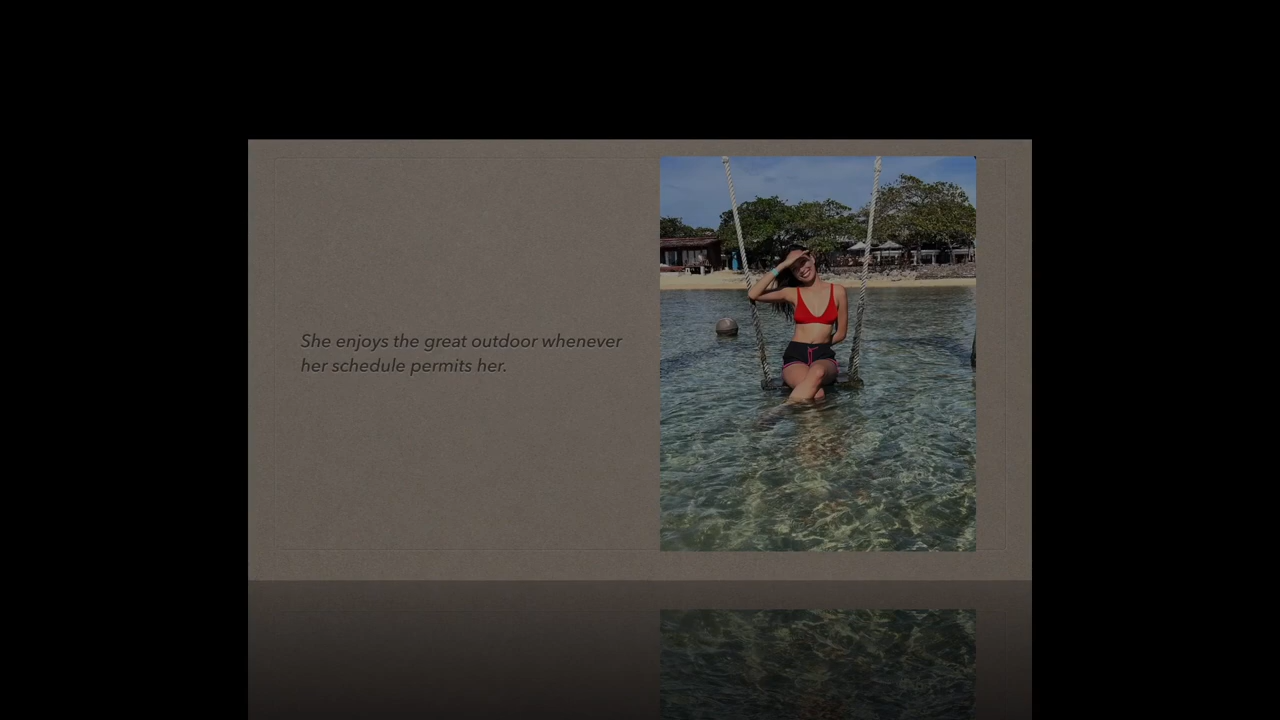 She enjoys the great outdoor whenever
her schedule permits her.